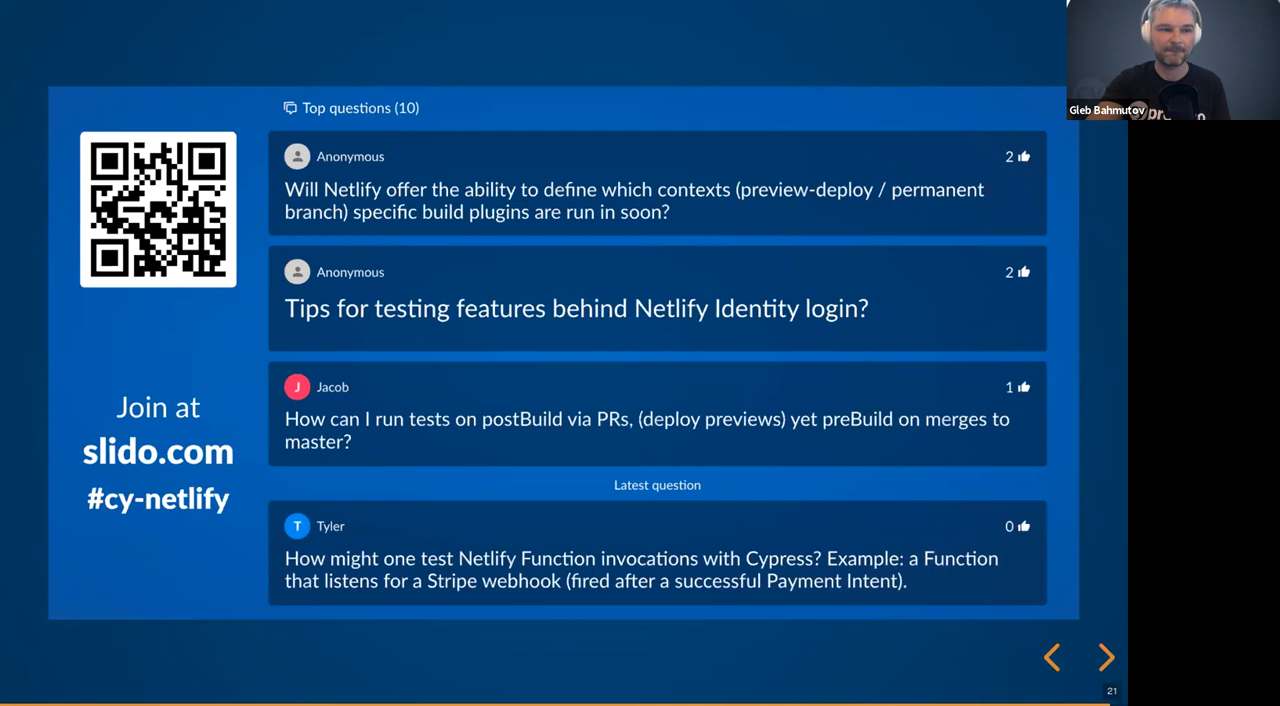 Gleb Bahmutov
Top questions (10)
Anonymous
2
Will Netlify offer the ability to define which contexts (preview-deploy / permanent
branch) specific build plugins are run in soon?
Anonymous
2
Tips for testing features behind Netlify Identity login?
J
Jacob
1
How can I run tests on postBuild via PRs, (deploy previews) yet preBuild on merges to
master?
Join at
slido.com
#cy-netlify
Latest question
T
Tyler
0
How might one test Netlify Function invocations with Cypress? Example: a Function
that listens for a Stripe webhook (fired after a successful Payment Intent).
21